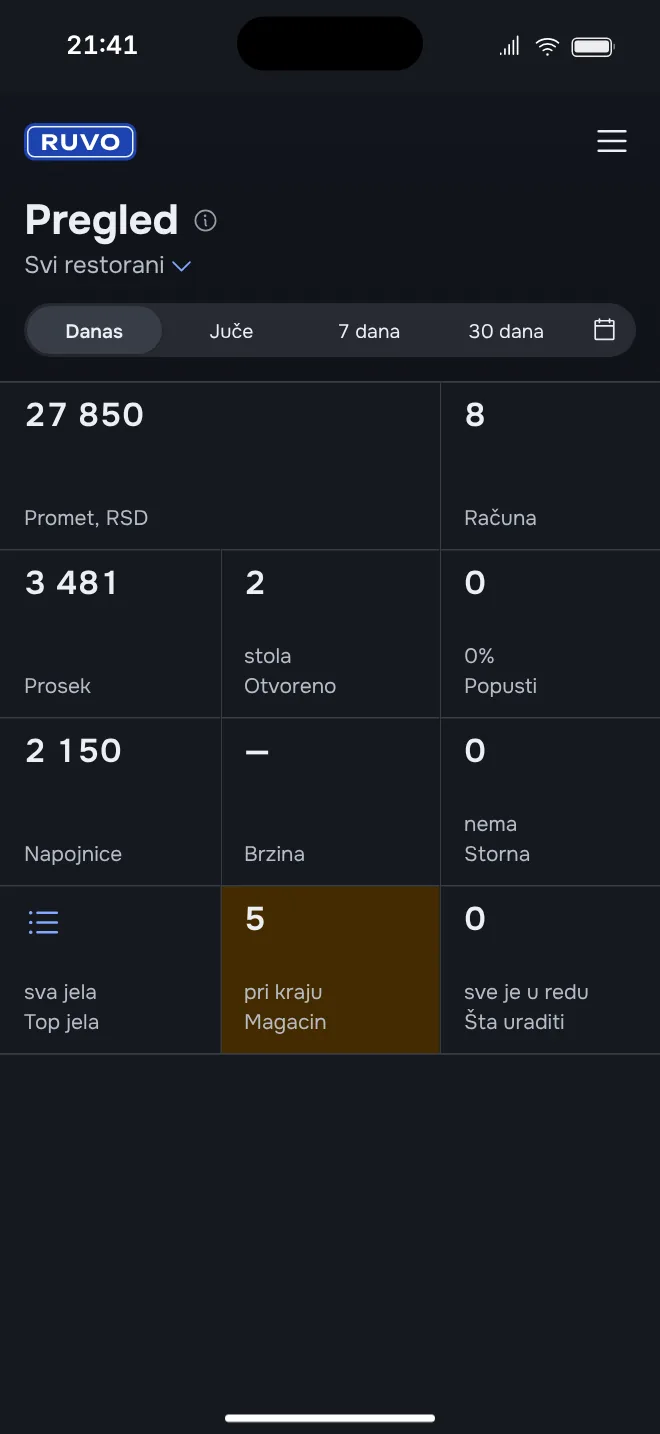 21:41
RUVO
Pregled
Svi restorani
Danas Juče 7 dana 30 dana
27 850
Promet, RSD
8
Računa
3 481
Prosek
2
stola
Otvoreno
0
0%
Popusti
2 150
Napojnice
—
Brzina
0
nema
Storna
sva jela
Top jela
5
pri kraju
Magacin
0
sve je u redu
Šta uraditi